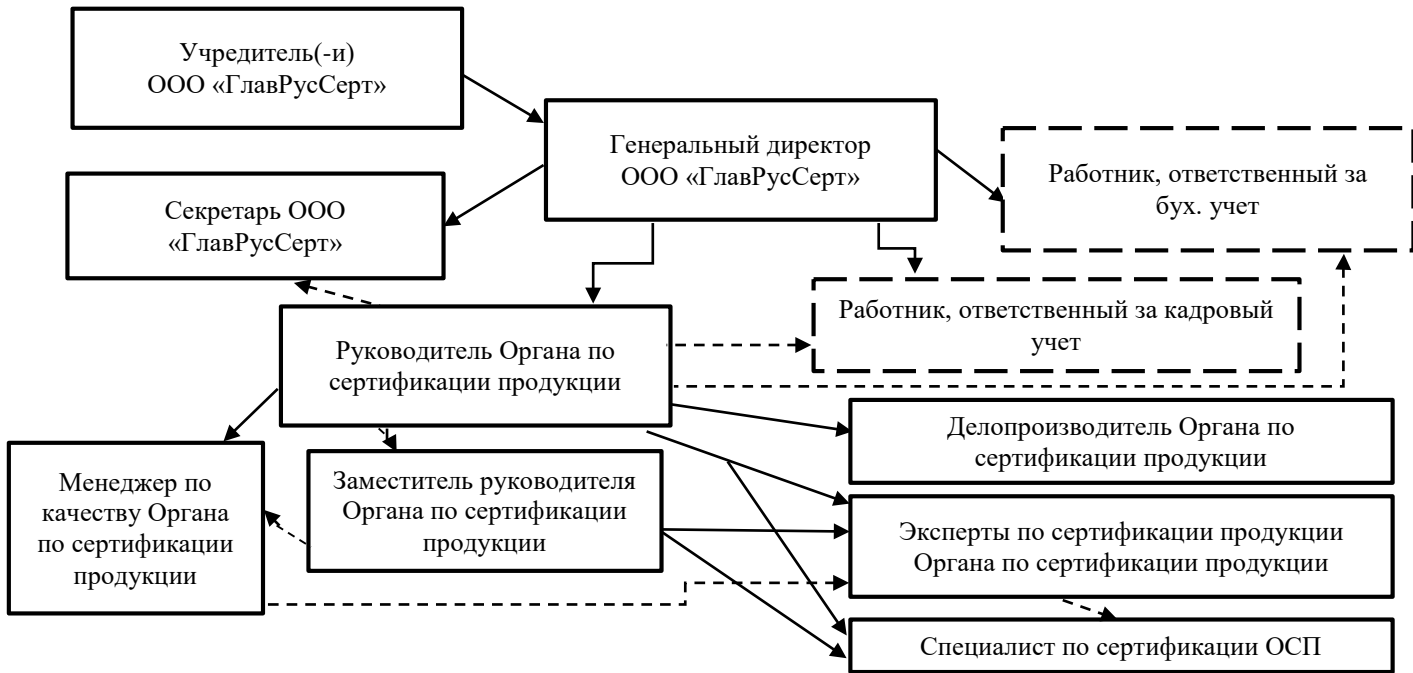 Учредитель(-и)
ООО «ГлавРусСерт»
Генеральный директор
ООО «ГлавРусСерт»
Работник, ответственный за
бух. учет
Секретарь ООО
«ГлавРусСерт»
Работник, ответственный за кадровый
учет
Руководитель Органа по
сертификации продукции
Делопроизводитель Органа по
сертификации продукции
Менеджер по
качеству Органа
по сертификации
продукции
Заместитель руководителя
Органа по сертификации
продукции
Эксперты по сертификации продукции
Органа по сертификации продукции
Специалист по сертификации ОСП